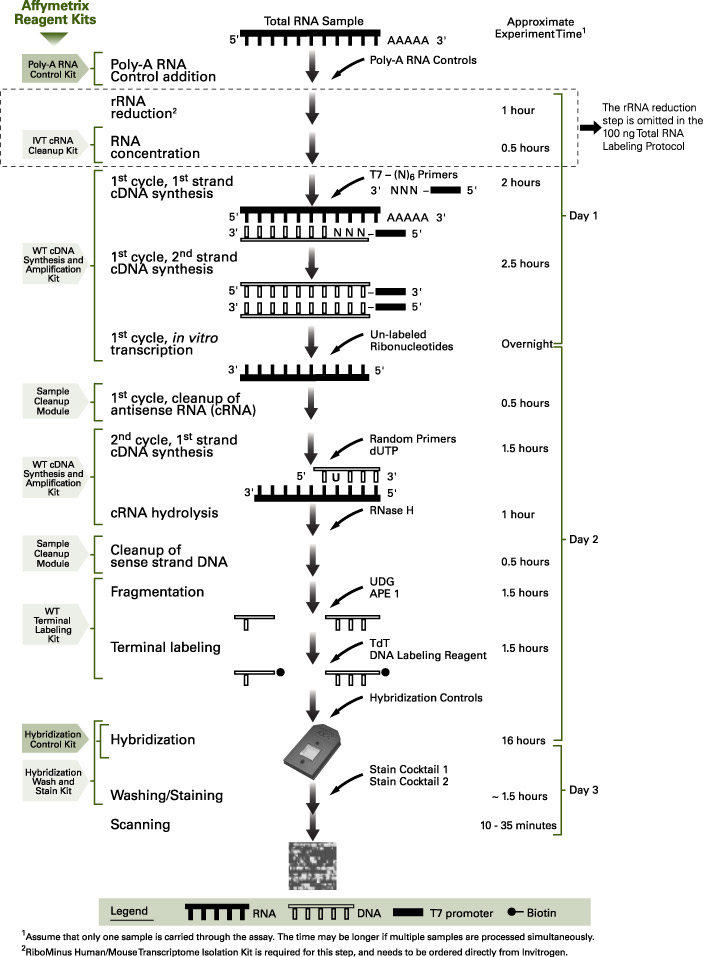 Affymetrix
Reagent Kits
Total RNA Sample
Approximate
Experiment Time1
5' AAAAA 3'
Poly-A RNA
Control Kit
Poly-A RNA
Control addition
Poly-A RNA Controls
rRNA
reduction2
1 hour
The rRNA reduction
step is omitted in the
100 ng Total RNA
Labeling Protocol
IVT cRNA
Cleanup Kit
RNA
concentration
0.5 hours
1st cycle, 1st strand
cDNA synthesis
T7 – (N)6 Primers
3' NNN 5'
2 hours
5' AAAAA 3'
3' NNN 5'
Day 1
WT cDNA
Synthesis and
Amplification
Kit
1st cycle, 2nd strand
cDNA synthesis
2.5 hours
5' 3'
3' 5'
1st cycle, in vitro
transcription
Un-labeled
Ribonucleotides
Overnight
3' 5'
Sample
Cleanup
Module
1st cycle, cleanup of
antisense RNA (cRNA)
0.5 hours
2nd cycle, 1st strand
cDNA synthesis
Random Primers
dUTP
1.5 hours
WT cDNA
Synthesis and
Amplification
Kit
5' U 3'
3' 5'
cRNA hydrolysis
RNase H
1 hour
Day 2
Sample
Cleanup
Module
Cleanup of
sense strand DNA
0.5 hours
Fragmentation
UDG
APE 1
1.5 hours
WT
Terminal
Labeling
Kit
Terminal labeling
TdT
DNA Labeling Reagent
1.5 hours
Hybridization Controls
Hybridization
Control Kit
Hybridization
16 hours
Hybridization
Wash and
Stain Kit
Stain Cocktail 1
Stain Cocktail 2
Day 3
Washing/Staining
~ 1.5 hours
Scanning
10 - 35 minutes
Legend RNA DNA T7 promoter Biotin
1Assume that only one sample is carried through the assay. The time may be longer if multiple samples are processed simultaneously.
2RiboMinus Human/Mouse Transcriptome Isolation Kit is required for this step, and needs to be ordered directly from Invitrogen.